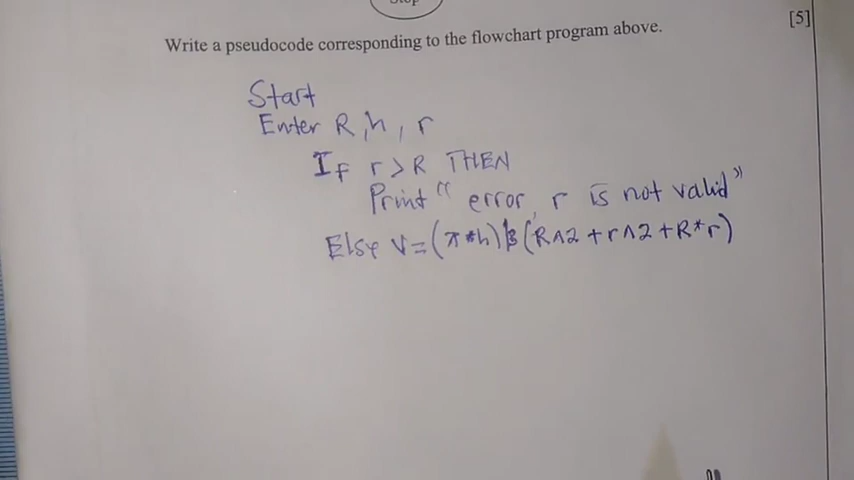 Stop
Write a pseudocode corresponding to the flowchart program above.
[5]
Start
Enter R, h, r
If r > R THEN
Print " error, r is not valid"
Else V = (π*h)/3 (R^2 + r^2 + R*r)